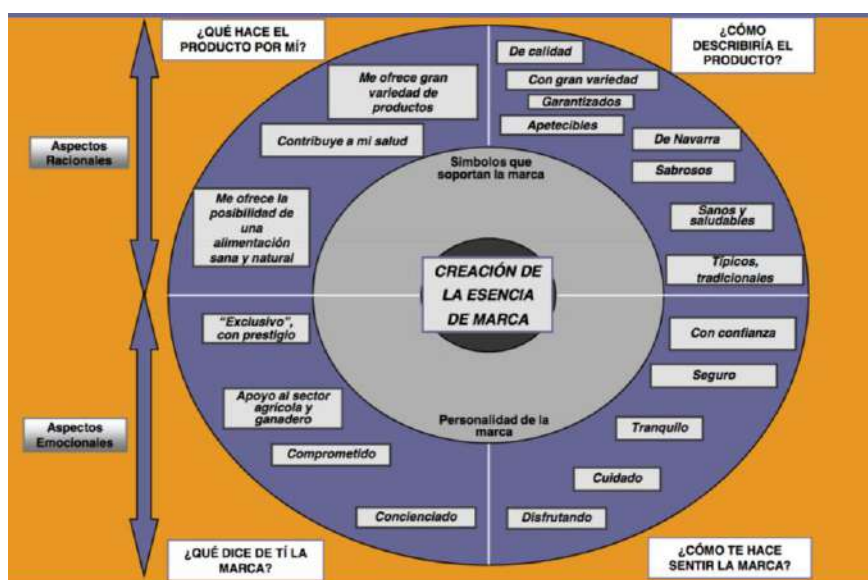 ¿QUÉ HACE EL
PRODUCTO POR MÍ?
¿CÓMO
DESCRIBIRÍA EL
PRODUCTO?
Aspectos
Racionales
Me ofrece gran
variedad de
productos
Contribuye a mi salud
Me ofrece la
posibilidad de
una
alimentación
sana y natural
De calidad
Con gran variedad
Garantizados
Apetecibles
De Navarra
Sabrosos
Sanos y
saludables
Típicos,
tradicionales
Símbolos que
soportan la marca
CREACIÓN DE
LA ESENCIA
DE MARCA
Personalidad de la
marca
Aspectos
Emocionales
"Exclusivo",
con prestigio
Apoyo al sector
agrícola y
ganadero
Comprometido
Concienciado
Con confianza
Seguro
Tranquilo
Cuidado
Disfrutando
¿QUÉ DICE DE TÍ LA
MARCA?
¿CÓMO TE HACE
SENTIR LA MARCA?